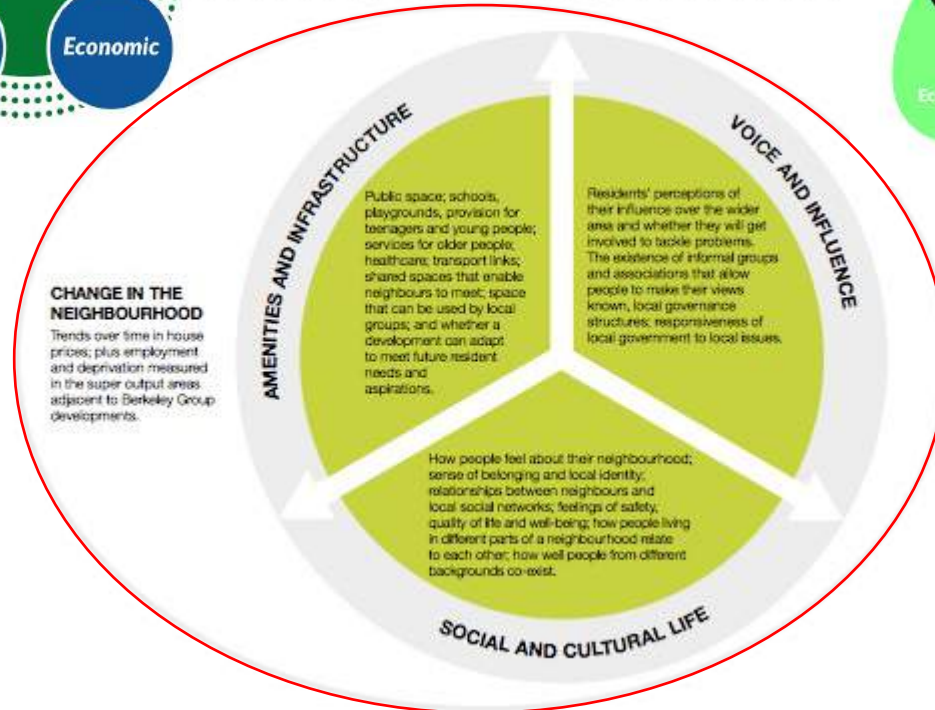 Economic
Ec
AMENITIES AND INFRASTRUCTURE
VOICE AND INFLUENCE
Public space; schools,
playgrounds, provision for
teenagers and young people;
services for older people;
healthcare; transport links;
shared spaces that enable
neighbours to meet; space
that can be used by local
groups; and whether a
development can adapt
to meet future resident
needs and
aspirations.
Residents' perceptions of
their influence over the wider
area and whether they will get
involved to tackle problems.
The existence of informal groups
and associations that allow
people to make their views
known, local governance
structures; responsiveness of
local government to local issues.
CHANGE IN THE
NEIGHBOURHOOD
Trends over time in house
prices; plus employment
and deprivation measured
in the super output areas
adjacent to Berkeley Group
developments.
How people feel about their neighbourhood;
sense of belonging and local identity;
relationships between neighbours and
local social networks; feelings of safety,
quality of life and well-being; how people living
in different parts of a neighbourhood relate
to each other; how well people from different
backgrounds co-exist.
SOCIAL AND CULTURAL LIFE